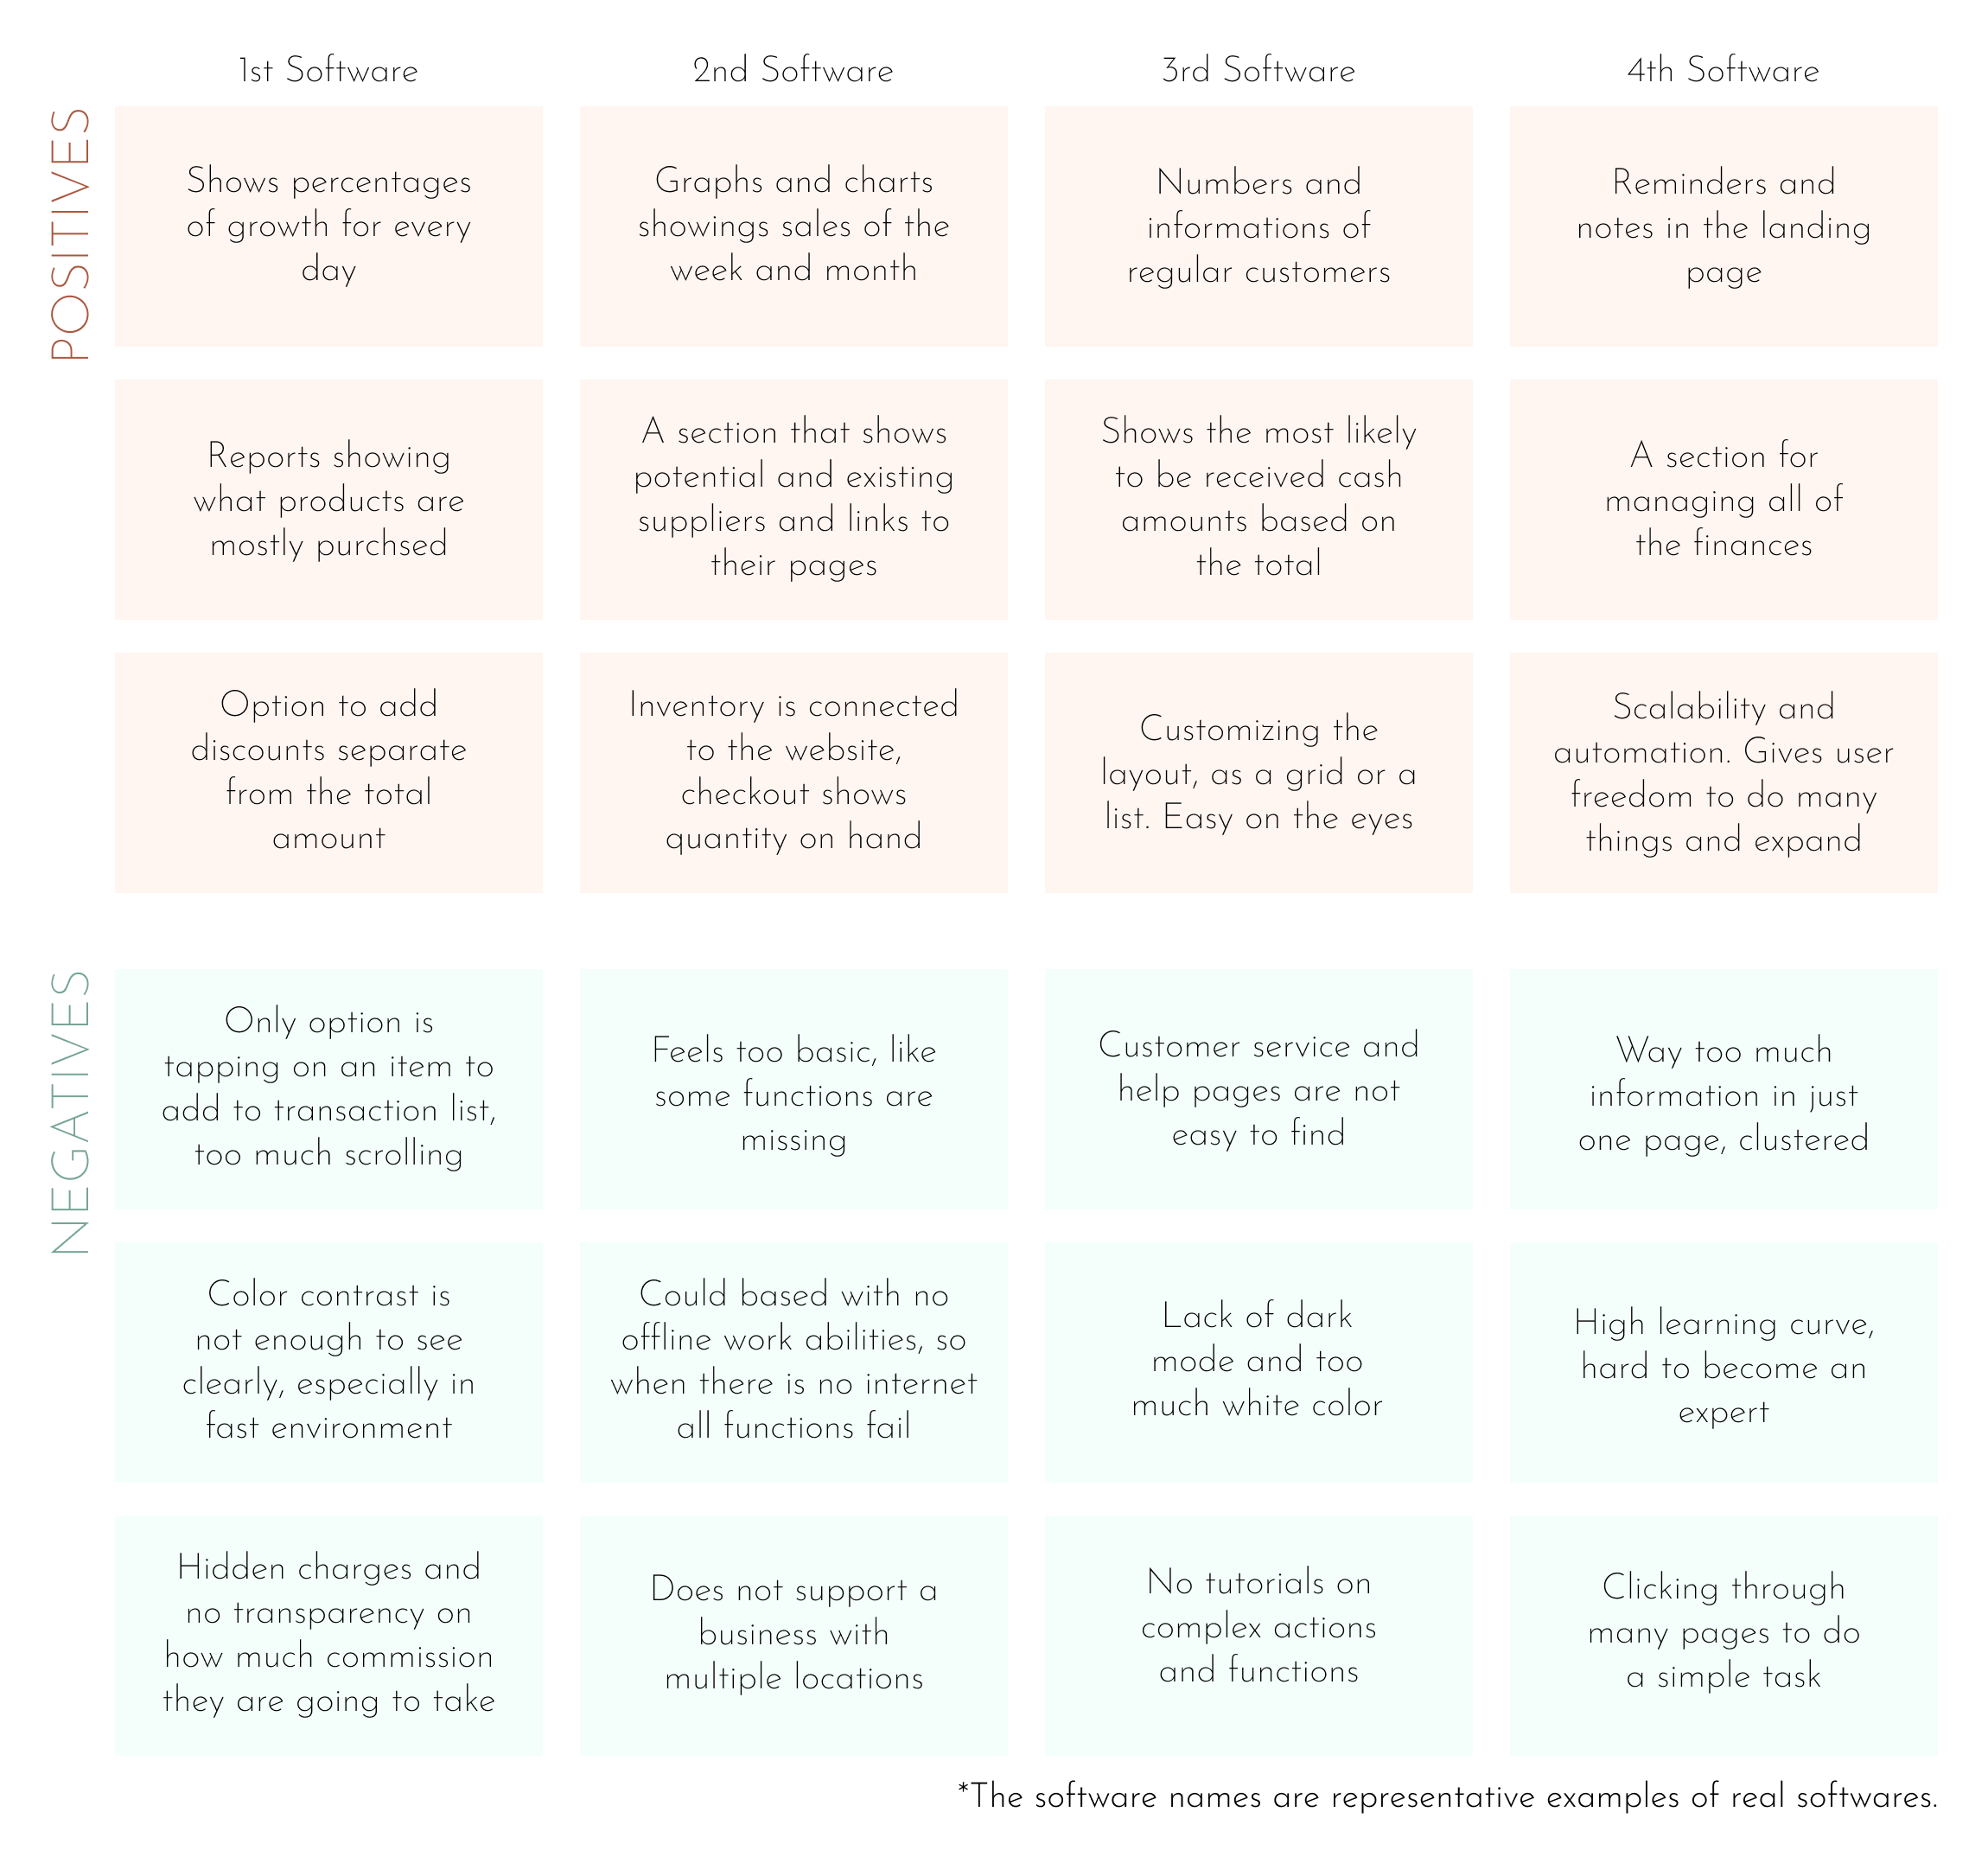 1st Software
2nd Software
3rd Software
4th Software
POSITIVES
Shows percentages
of growth for every
day
Graphs and charts
showings sales of the
week and month
Numbers and
informations of
regular customers
Reminders and
notes in the landing
page
Reports showing
what products are
mostly purchsed
A section that shows
potential and existing
suppliers and links to
their pages
Shows the most likely
to be received cash
amounts based on
the total
A section for
managing all of
the finances
Option to add
discounts separate
from the total
amount
Inventory is connected
to the website,
checkout shows
quantity on hand
Customizing the
layout, as a grid or a
list. Easy on the eyes
Scalability and
automation. Gives user
freedom to do many
things and expand
NEGATIVES
Only option is
tapping on an item to
add to transaction list,
too much scrolling
Feels too basic, like
some functions are
missing
Customer service and
help pages are not
easy to find
Way too much
information in just
one page, clustered
Color contrast is
not enough to see
clearly, especially in
fast environment
Could based with no
offline work abilities, so
when there is no internet
all functions fail
Lack of dark
mode and too
much white color
High learning curve,
hard to become an
expert
Hidden charges and
no transparency on
how much commission
they are going to take
Does not support a
business with
multiple locations
No tutorials on
complex actions
and functions
Clicking through
many pages to do
a simple task
*The software names are representative examples of real softwares.